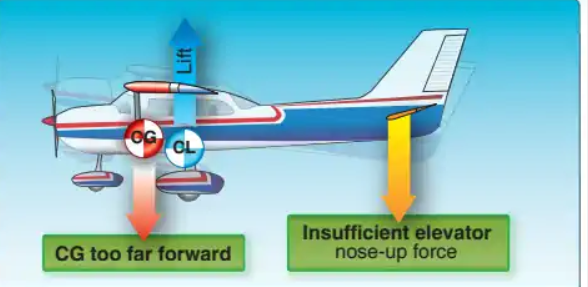 Lift
CG
CL
CG too far forward
Insufficient elevator
nose-up force